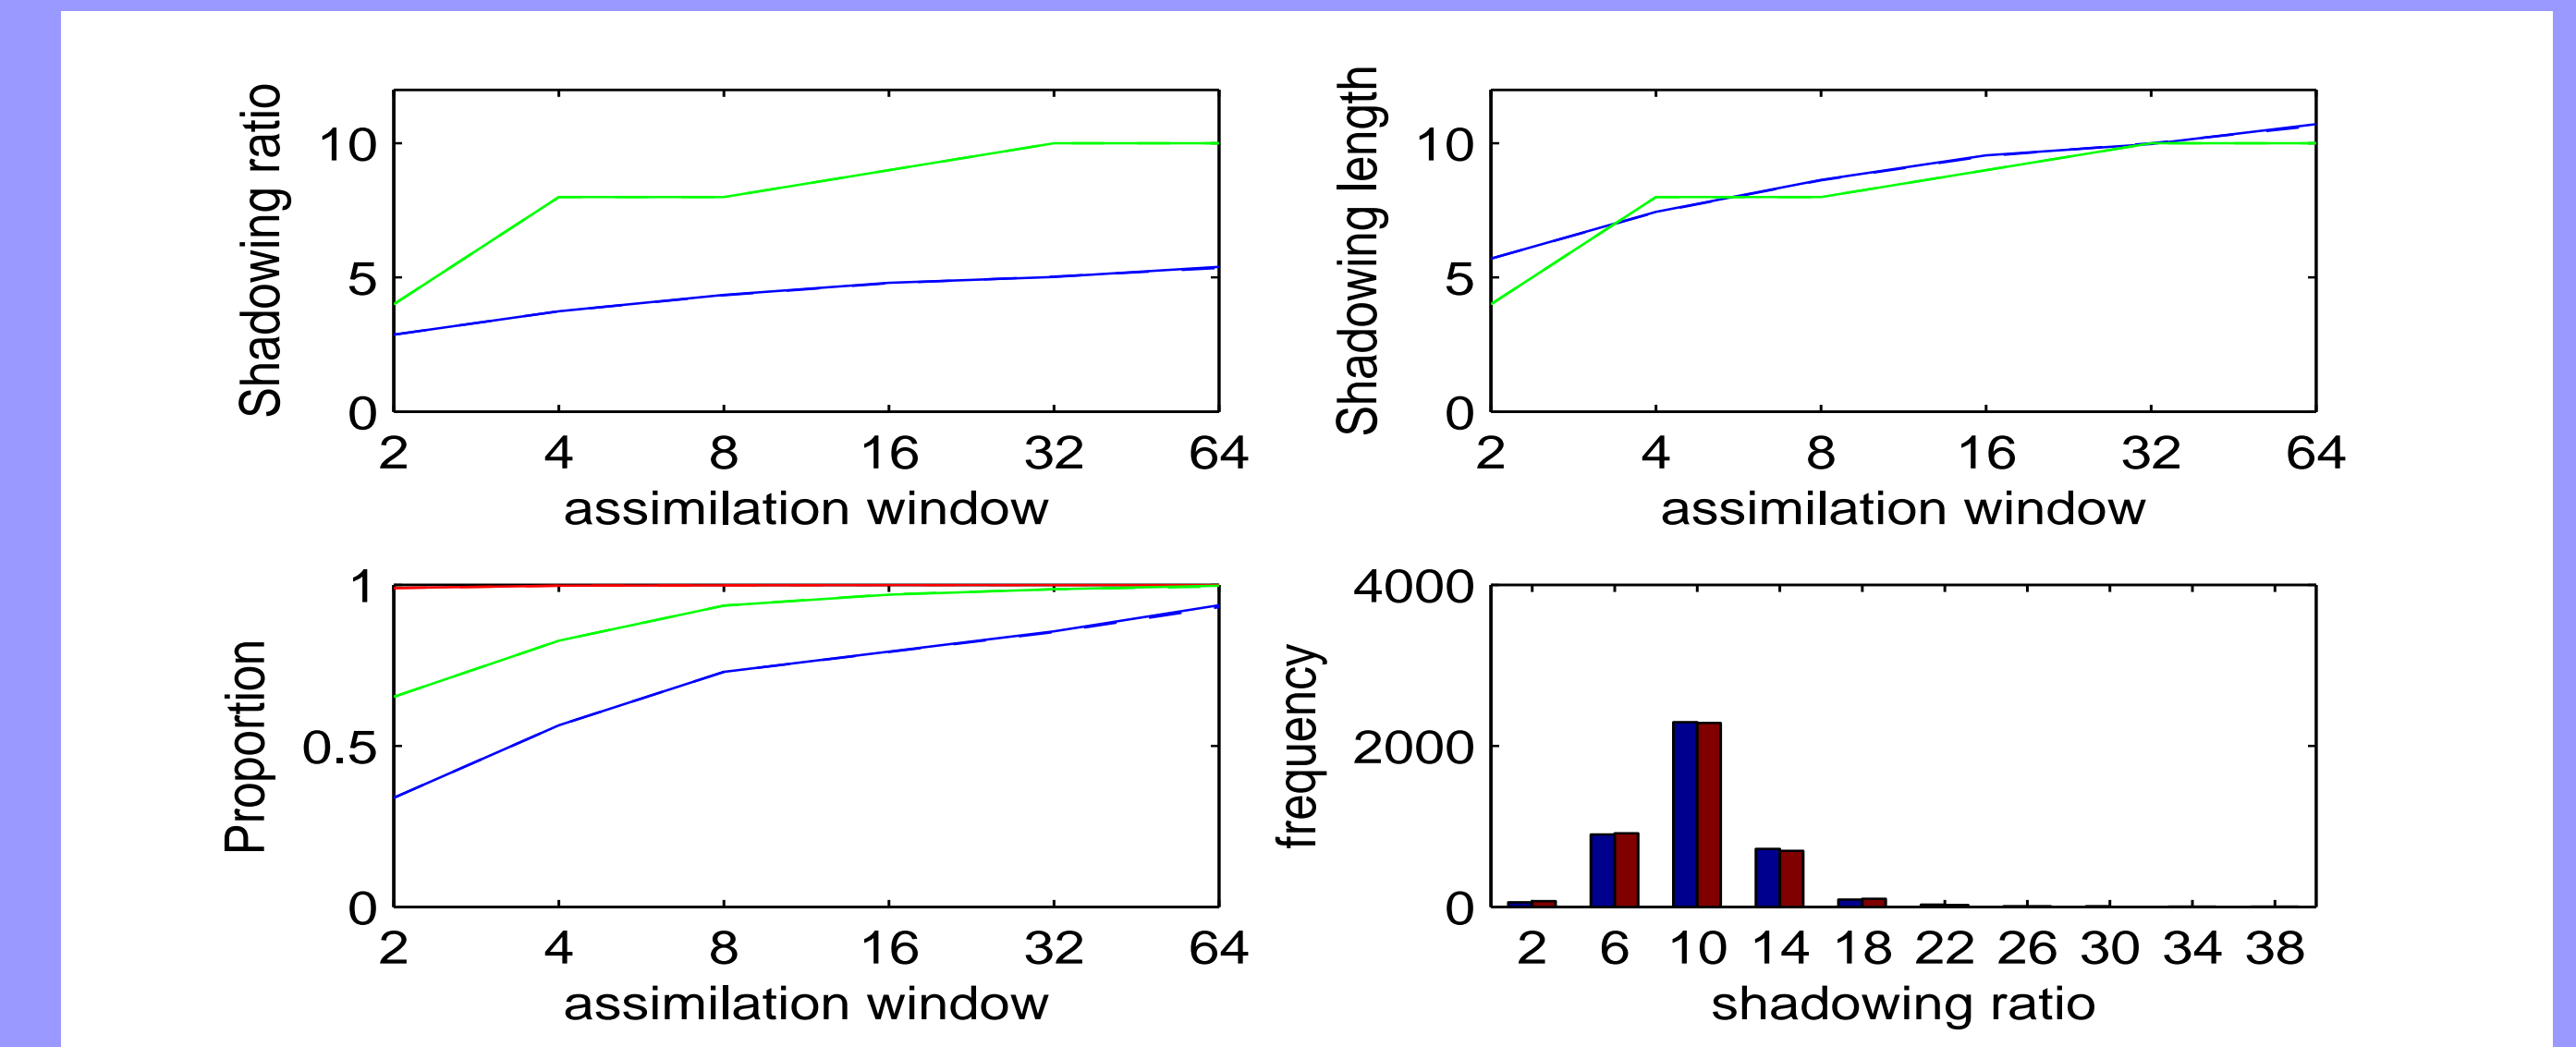 Shadowing ratio
10
5
0
2 4 8 16 32 64
assimilation window
Shadowing length
10
5
0
2 4 8 16 32 64
assimilation window
Proportion
1
0.5
0
2 4 8 16 32 64
assimilation window
frequency
4000
2000
0
2 6 10 14 18 22 26 30 34 38
shadowing ratio